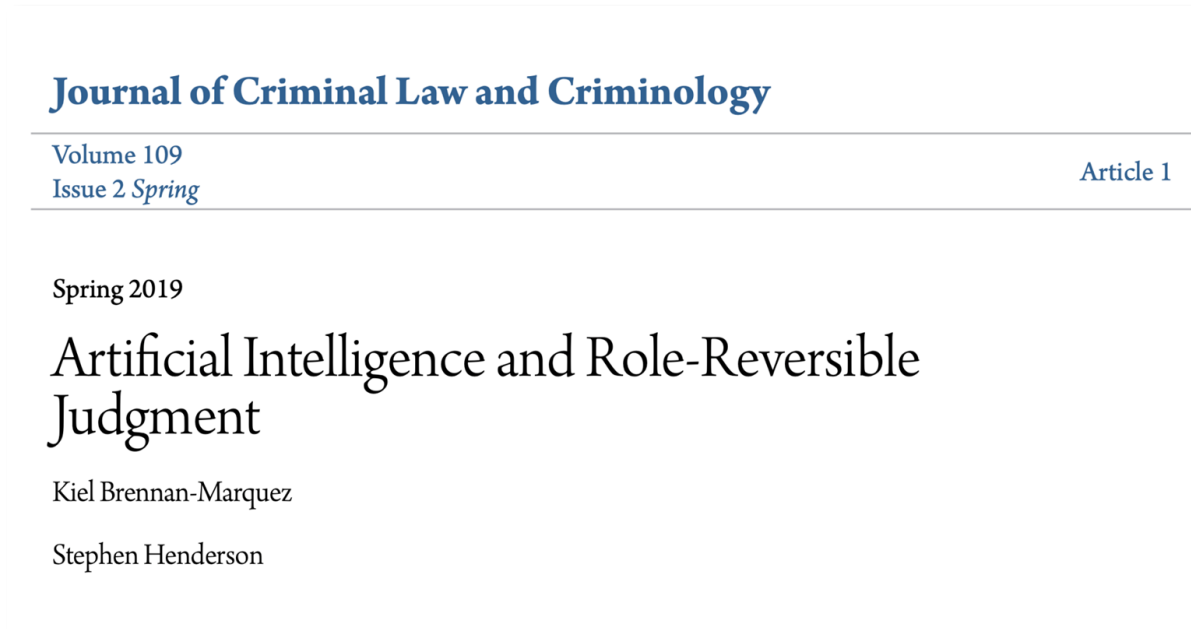 Journal of Criminal Law and Criminology
Volume 109
Issue 2 Spring
Article 1
Spring 2019
Artificial Intelligence and Role-Reversible
Judgment
Kiel Brennan-Marquez
Stephen Henderson